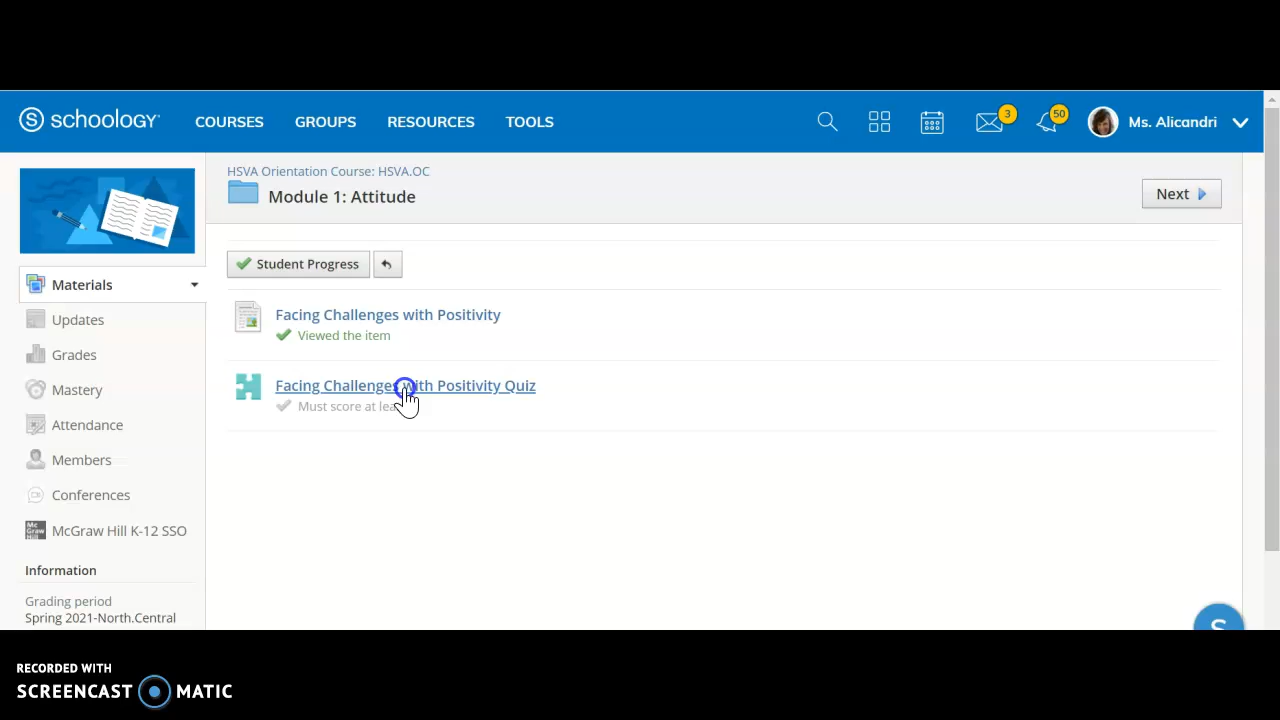 schoology
COURSES
GROUPS
RESOURCES
TOOLS
3
50
Ms. Alicandri
HSVA Orientation Course: HSVA.OC
Module 1: Attitude
Next
Materials
Updates
Grades
Mastery
Attendance
Members
Conferences
McGraw Hill K-12 SSO
Information
Grading period
Spring 2021-North.Central
Student Progress
Facing Challenges with Positivity
Viewed the item
Facing Challenges with Positivity Quiz
Must score at
RECORDED WITH
SCREENCAST MATIC